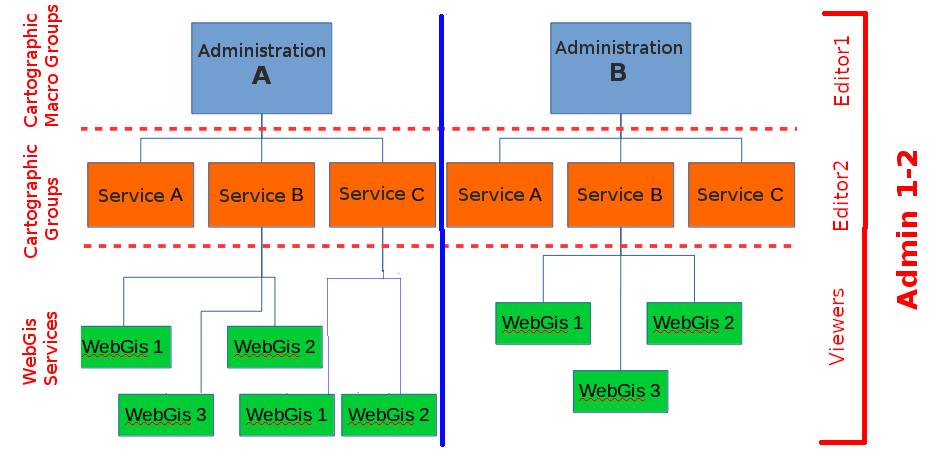 Cartographic
Macro Groups
Administration
A
Administration
B
Editor1
Cartographic
Groups
Service A
Service B
Service C
Service A
Service B
Service C
Editor2
Admin 1-2
WebGis
Services
WebGis 1
WebGis 2
WebGis 3
WebGis 1
WebGis 2
WebGis 1
WebGis 2
WebGis 3
Viewers